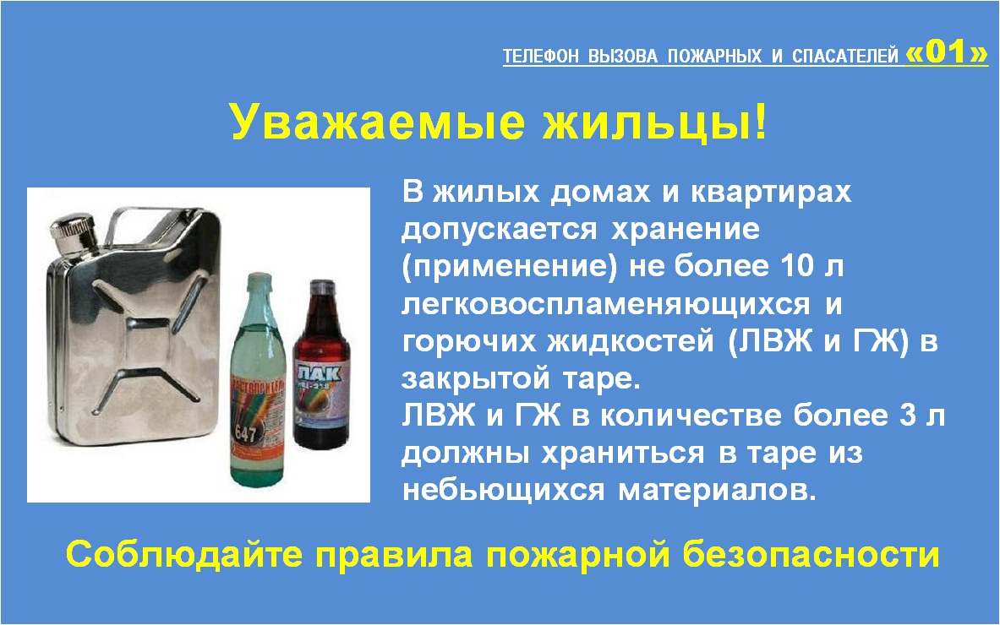 ТЕЛЕФОН ВЫЗОВА ПОЖАРНЫХ И СПАСАТЕЛЕЙ «01»
Уважаемые жильцы!
В жилых домах и квартирах
допускается хранение
(применение) не более 10 л
легковоспламеняющихся и
горючих жидкостей (ЛВЖ и ГЖ) в
закрытой таре.
ЛВЖ и ГЖ в количестве более 3 л
должны храниться в таре из
небьющихся материалов.
ЛАК
647
Соблюдайте правила пожарной безопасности